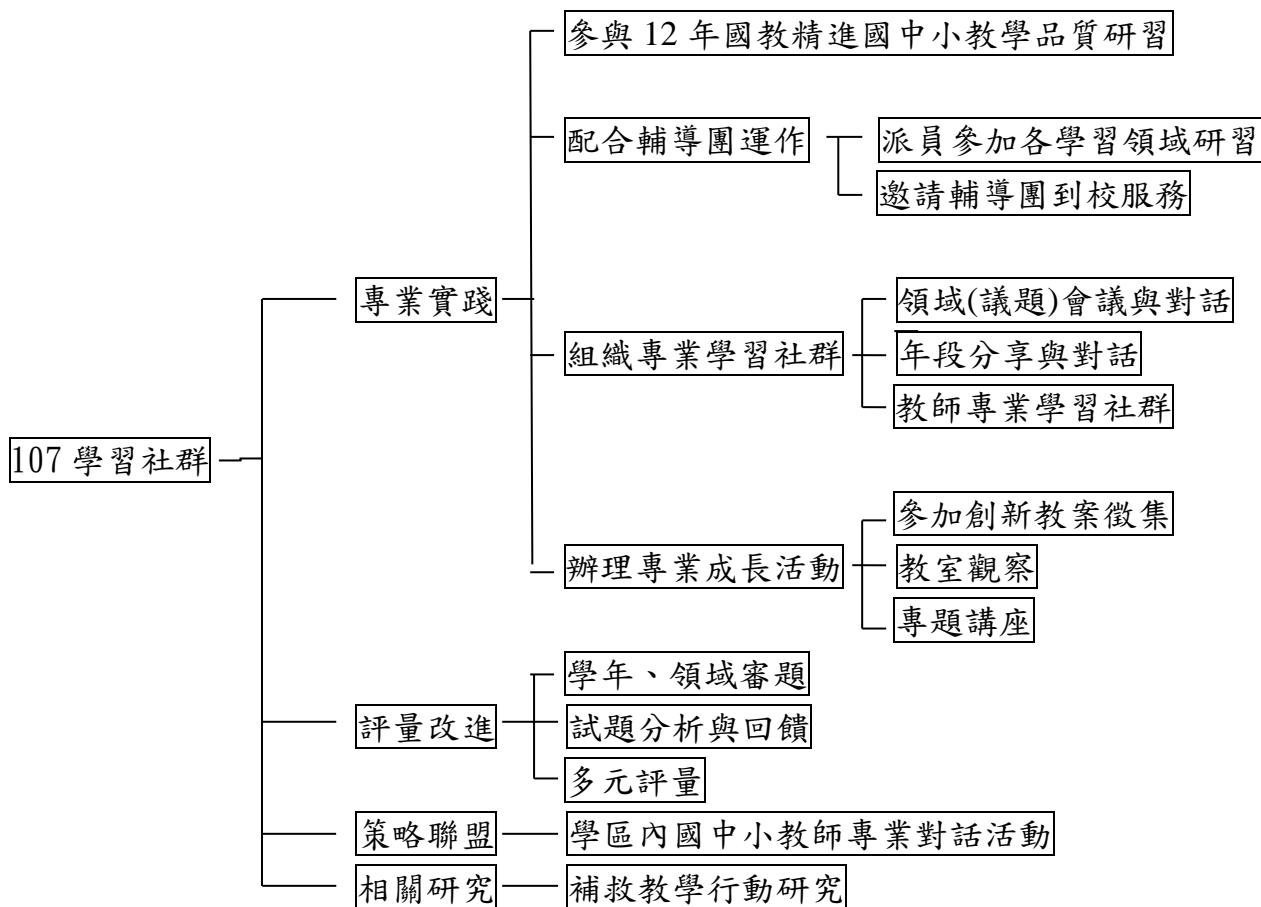 107 學習社群
專業實踐
參與 12 年國教精進國中小教學品質研習
配合輔導團運作
派員參加各學習領域研習
邀請輔導團到校服務
組織專業學習社群
領域(議題)會議與對話
年段分享與對話
教師專業學習社群
辦理專業成長活動
參加創新教案徵集
教室觀察
專題講座
評量改進
學年、領域審題
試題分析與回饋
多元評量
策略聯盟
學區內國中小教師專業對話活動
相關研究
補救教學行動研究